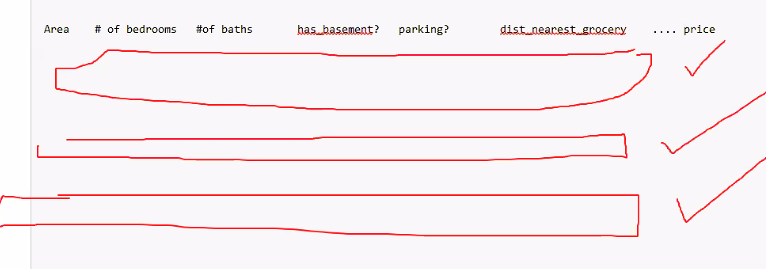 Area # of bedrooms #of baths has_basement? parking? dist_nearest_grocery .... price